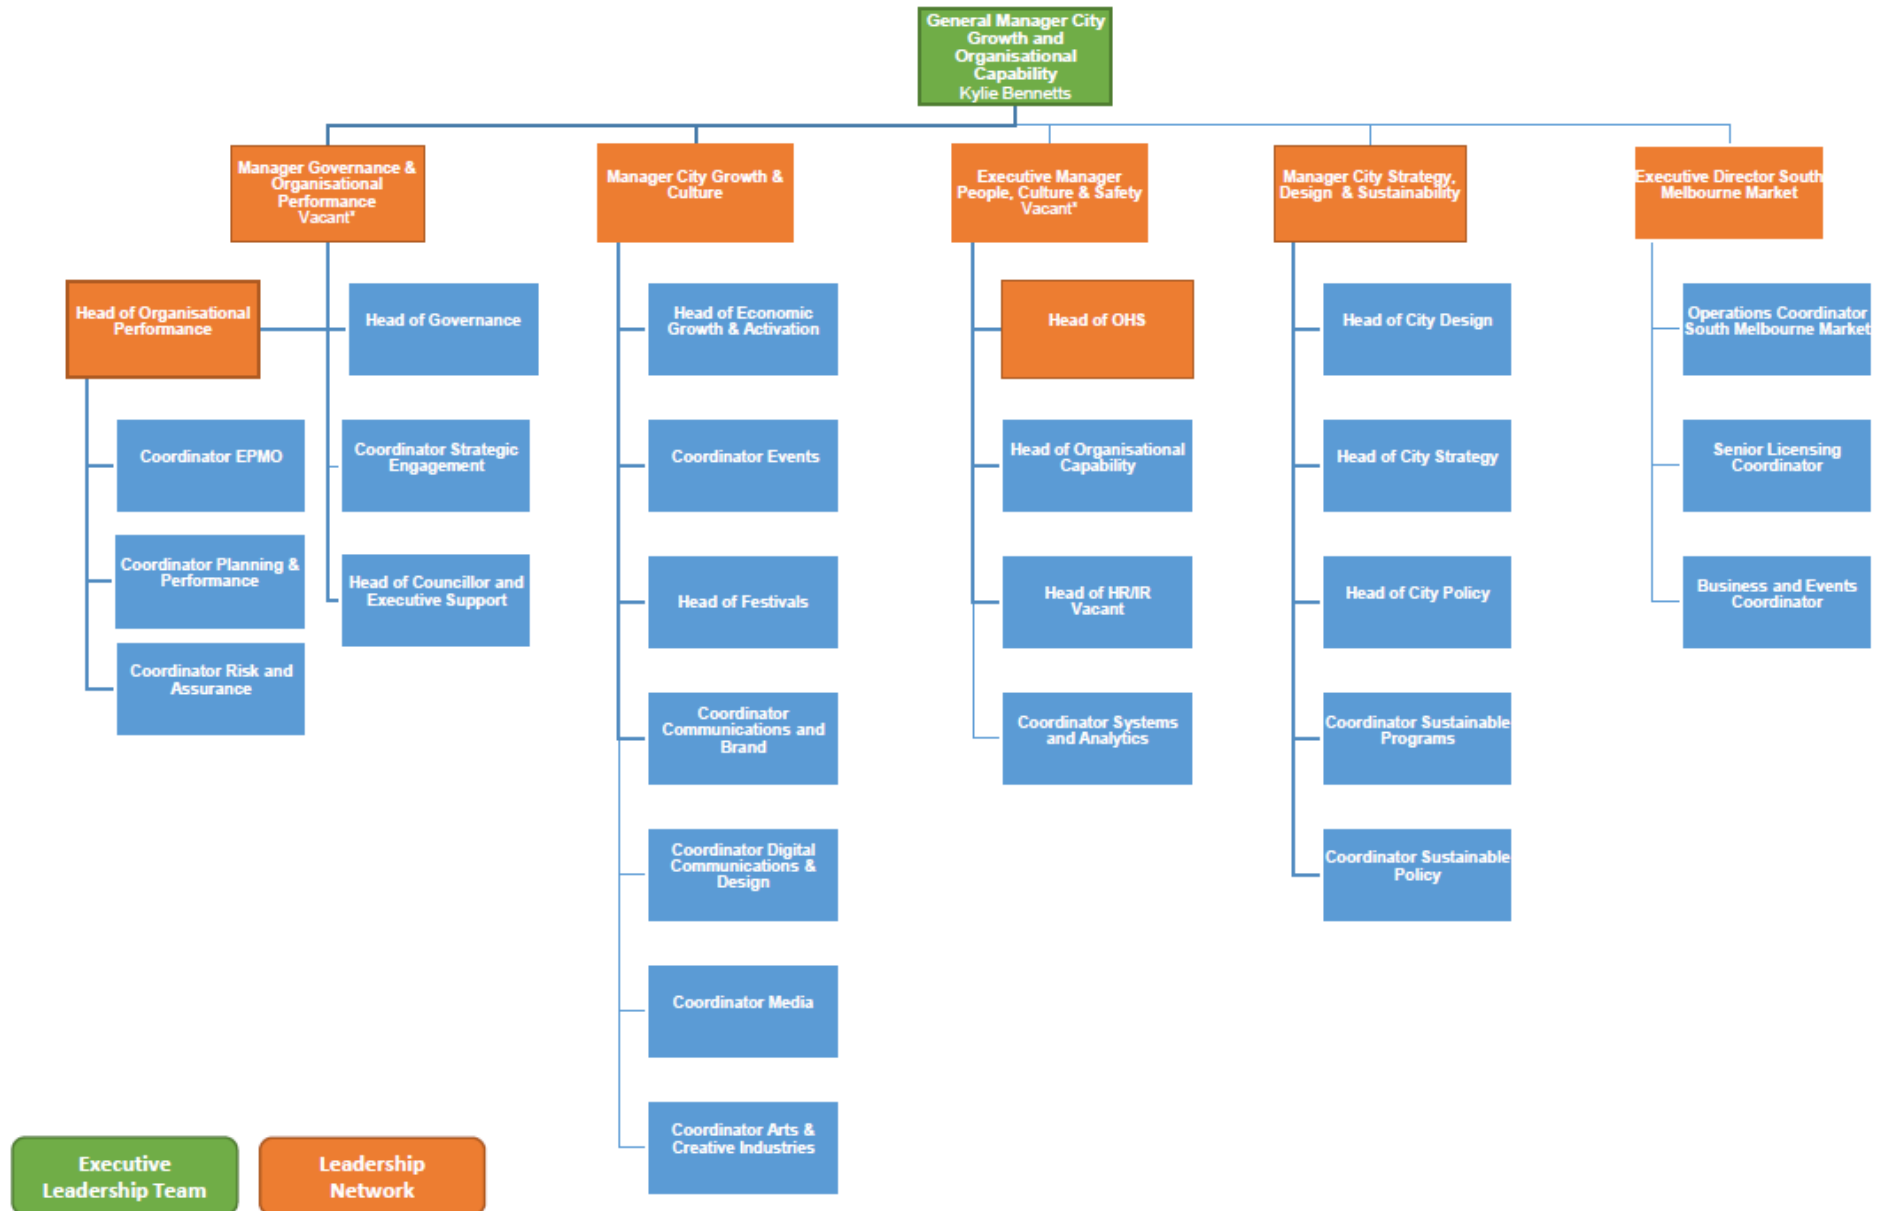 General Manager City
Growth and
Organisational
Capability
Kylie Bennetts
Manager Governance &
Organisational
Performance
Vacant*
Manager City Growth &
Culture
Executive Manager
People, Culture & Safety
Vacant*
Manager City Strategy,
Design & Sustainability
Executive Director South
Melbourne Market
Head of Organisational
Performance
Head of Governance
Head of Economic
Growth & Activation
Head of OHS
Head of City Design
Operations Coordinator
South Melbourne Market
Coordinator EPMO
Coordinator Strategic
Engagement
Coordinator Events
Head of Organisational
Capability
Head of City Strategy
Senior Licensing
Coordinator
Coordinator Planning &
Performance
Head of Councillor and
Executive Support
Head of Festivals
Head of HR/IR
Vacant
Head of City Policy
Business and Events
Coordinator
Coordinator Risk and
Assurance
Coordinator
Communications and
Brand
Coordinator Systems
and Analytics
Coordinator Sustainable
Programs
Coordinator Digital
Communications &
Design
Coordinator Sustainable
Policy
Coordinator Media
Coordinator Arts &
Creative Industries
Executive
Leadership Team
Leadership
Network